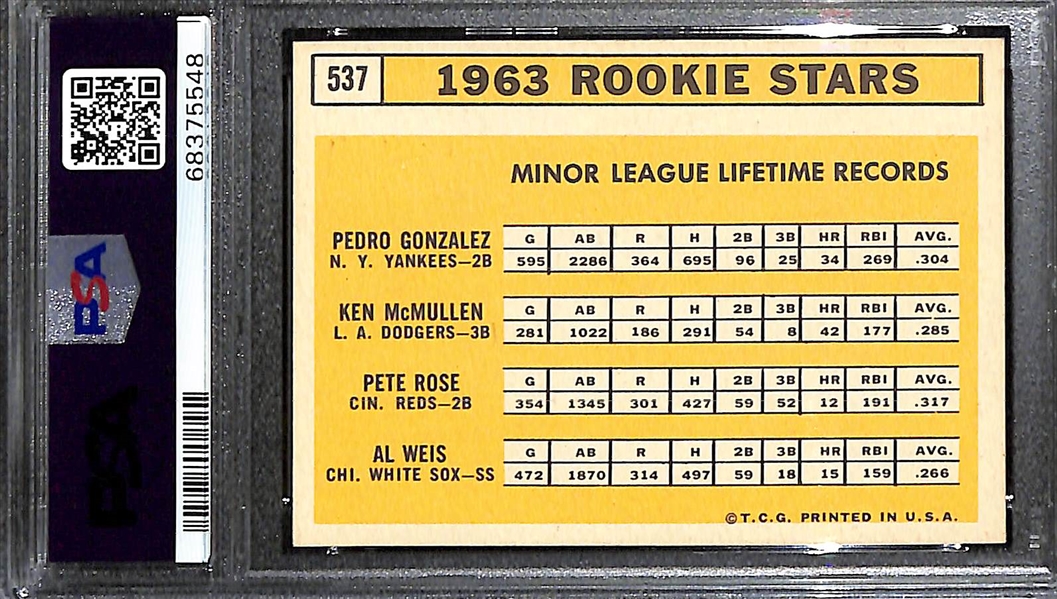 537 1963 ROOKIE STARS
MINOR LEAGUE LIFETIME RECORDS
PEDRO GONZALEZ
N. Y. YANKEES—2B
G AB R H 2B 3B HR RBI AVG.
595 2286 364 695 96 25 34 269 .304
KEN McMULLEN
L. A. DODGERS—3B
G AB R H 2B 3B HR RBI AVG.
281 1022 186 291 54 8 42 177 .285
PETE ROSE
CIN. REDS—2B
G AB R H 2B 3B HR RBI AVG.
354 1345 301 427 59 52 12 191 .317
AL WEIS
CHI. WHITE SOX—SS
G AB R H 2B 3B HR RBI AVG.
472 1870 314 497 59 18 15 159 .266
©T.C.G. PRINTED IN U.S.A.
68375548
PSA
PSA